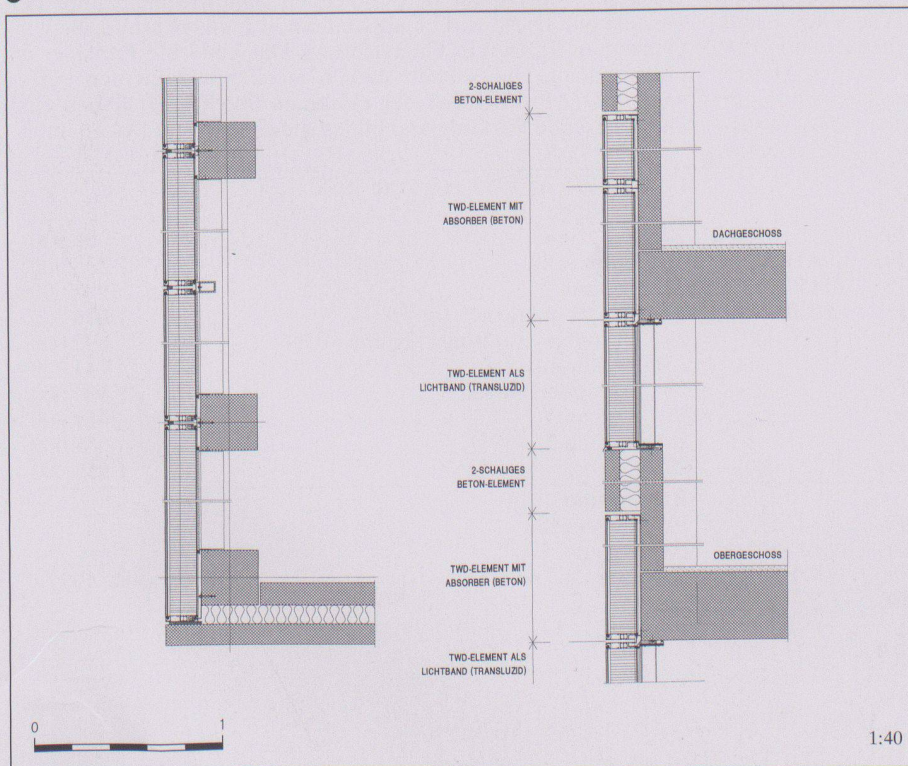 2-SCHALIGES
BETON-ELEMENT
TWD-ELEMENT MIT
ABSORBER (BETON)
DACHGESCHOSS
TWD-ELEMENT ALS
LICHTBAND (TRANSLUZID)
2-SCHALIGES
BETON-ELEMENT
TWD-ELEMENT MIT
ABSORBER (BETON)
OBERGESCHOSS
TWD-ELEMENT ALS
LICHTBAND (TRANSLUZID)
0 1
1:40